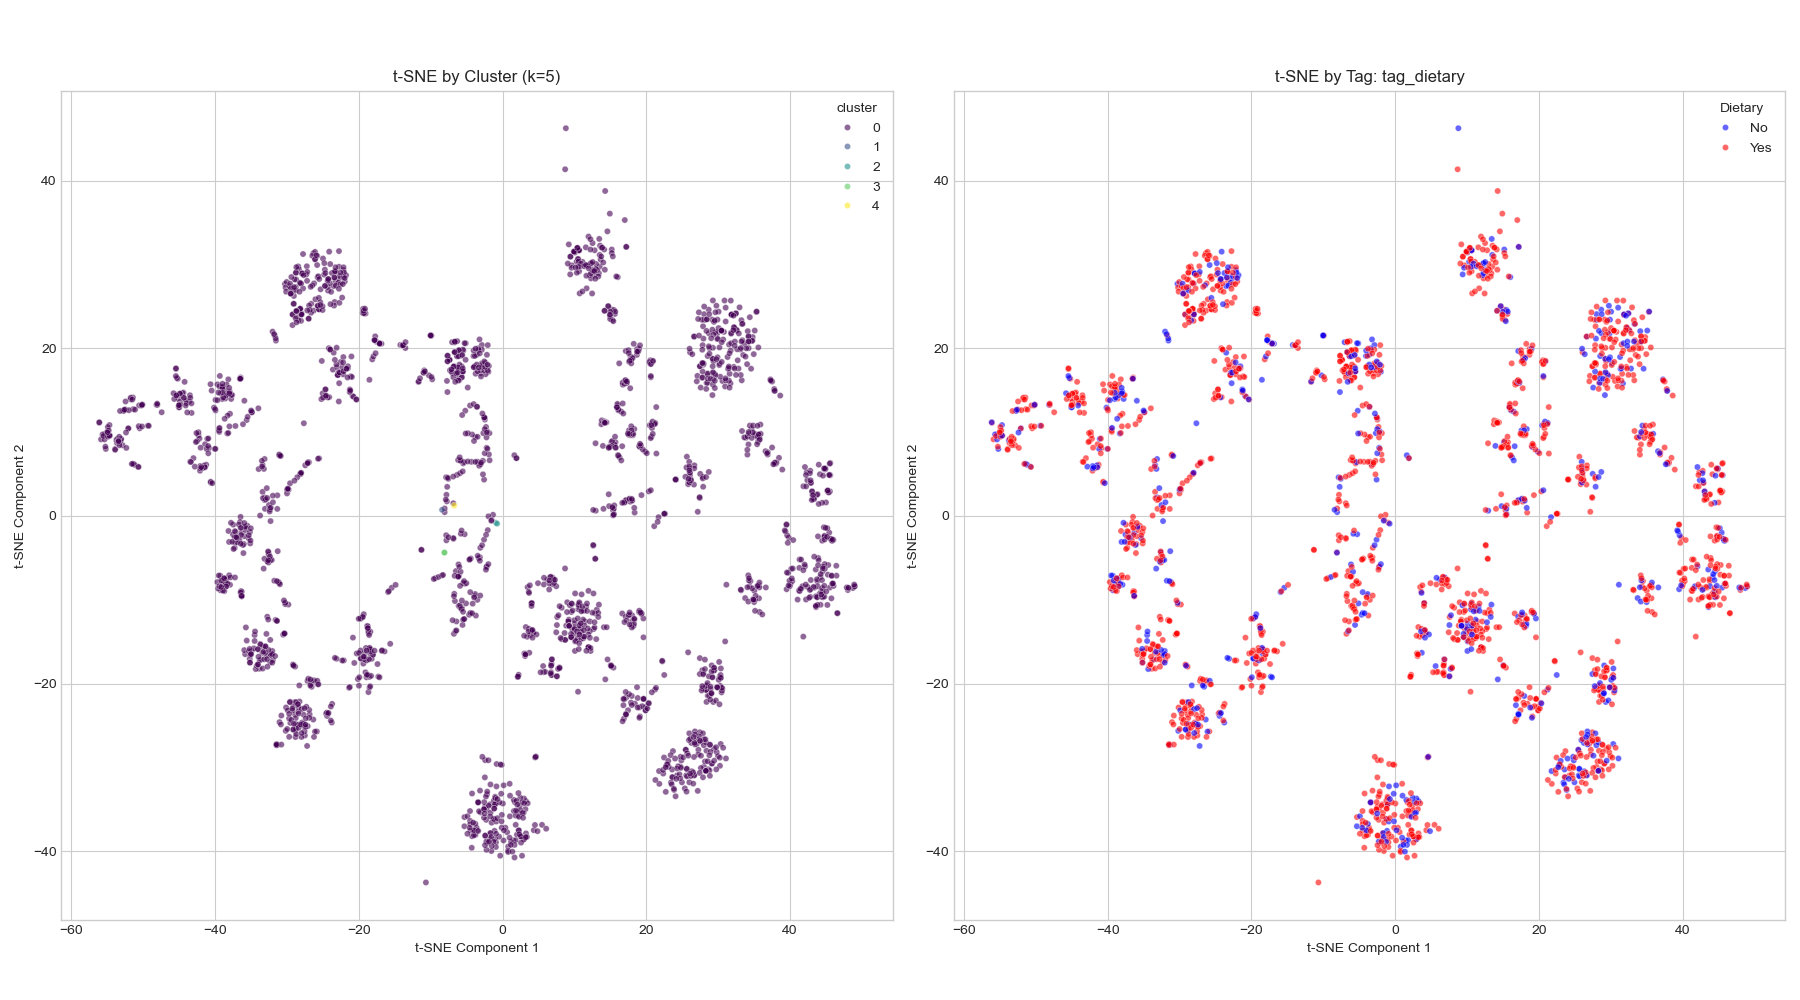 t-SNE by Cluster (k=5)
cluster
0
1
2
3
4
40
20
0
−20
−40
−60
−40
−20
0
20
40
t-SNE Component 2
t-SNE Component 1
t-SNE by Tag: tag_dietary
Dietary
No
Yes
40
20
0
−20
−40
−60
−40
−20
0
20
40
t-SNE Component 2
t-SNE Component 1